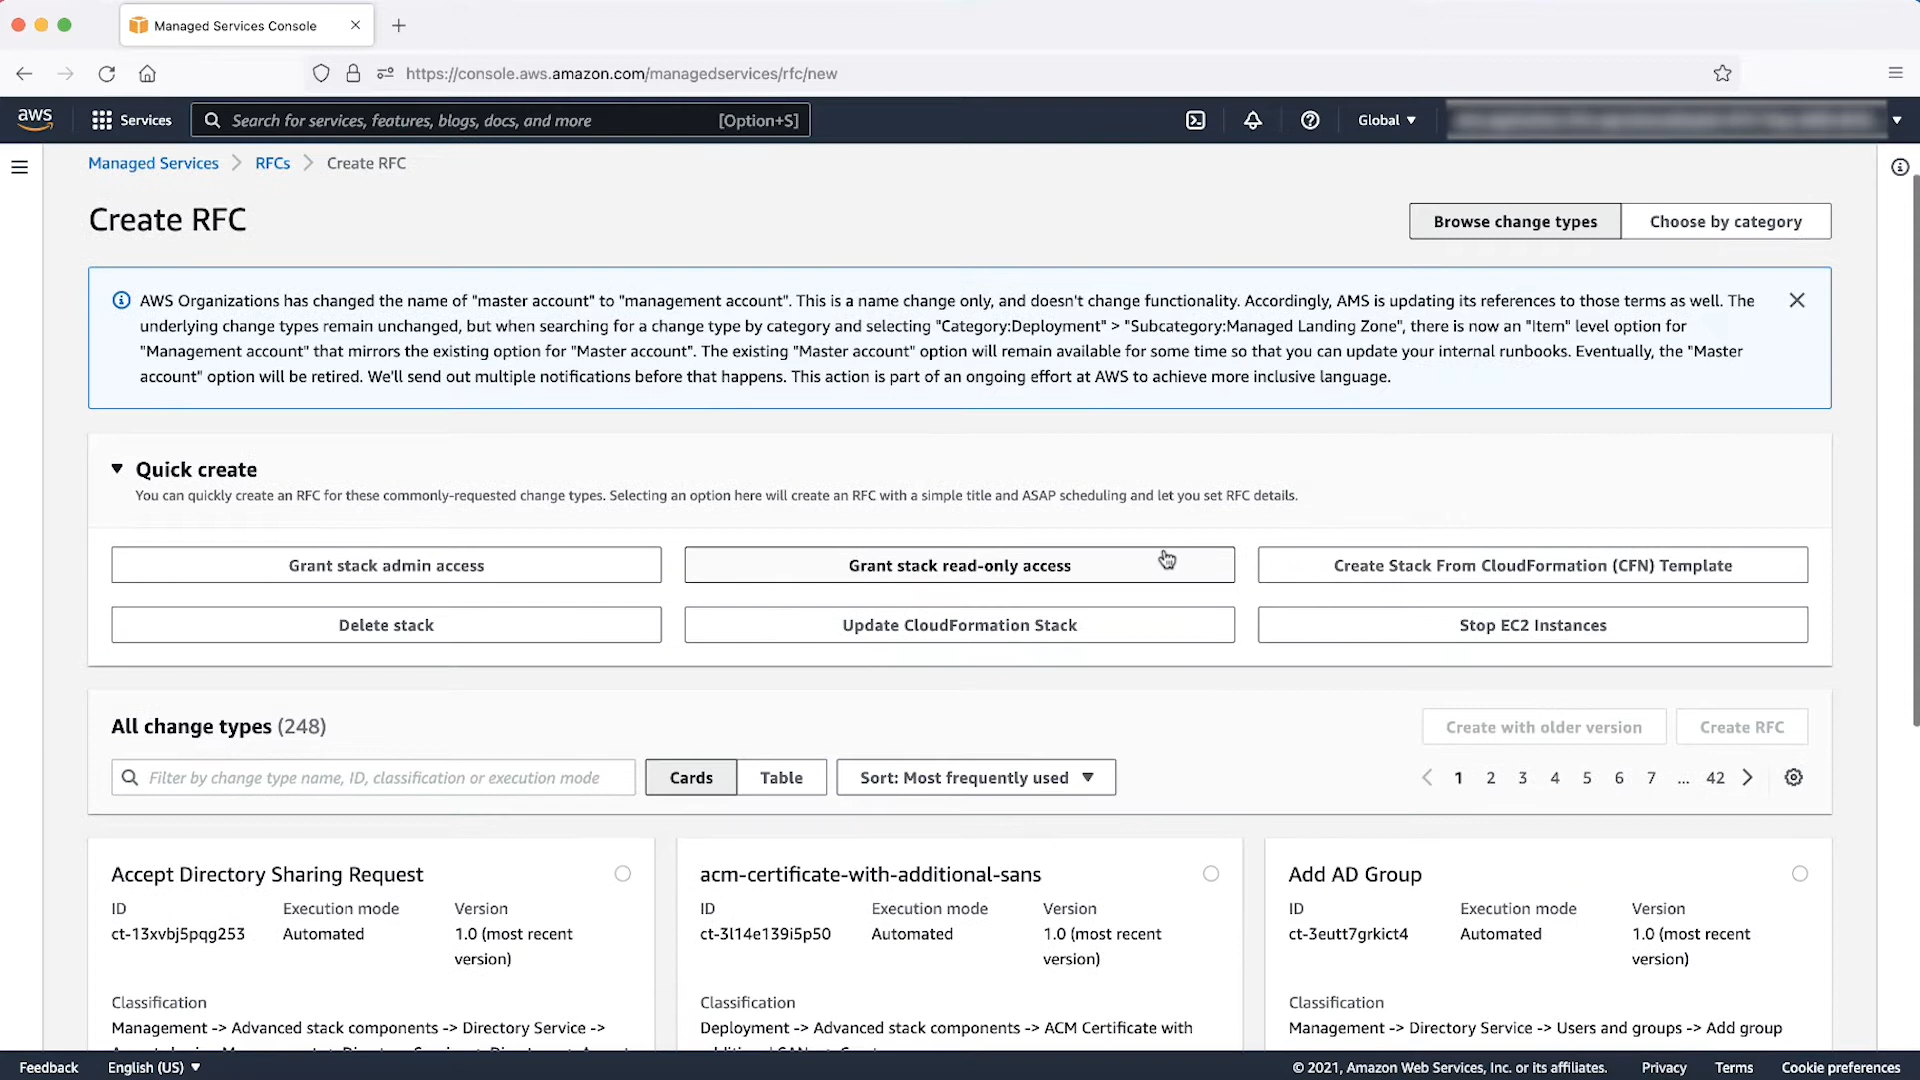 Managed Services Console
https://console.aws.amazon.com/managedservices/rfc/new
aws
Services
Search for services, features, blogs, docs, and more
[Option+S]
Global
Managed Services > RFCs > Create RFC
Create RFC
Browse change types
Choose by category
AWS Organizations has changed the name of "master account" to "management account". This is a name change only, and doesn't change functionality. Accordingly, AMS is updating its references to those terms as well. The
underlying change types remain unchanged, but when searching for a change type by category and selecting "Category:Deployment" > "Subcategory:Managed Landing Zone", there is now an "Item" level option for
"Management account" that mirrors the existing option for "Master account". The existing "Master account" option will remain available for some time so that you can update your internal runbooks. Eventually, the "Master
account" option will be retired. We'll send out multiple notifications before that happens. This action is part of an ongoing effort at AWS to achieve more inclusive language.
Quick create
You can quickly create an RFC for these commonly-requested change types. Selecting an option here will create an RFC with a simple title and ASAP scheduling and let you set RFC details.
Grant stack admin access
Grant stack read-only access
Create Stack From CloudFormation (CFN) Template
Delete stack
Update CloudFormation Stack
Stop EC2 Instances
All change types (248)
Create with older version
Create RFC
Filter by change type name, ID, classification or execution mode
Cards
Table
Sort: Most frequently used
1 2 3 4 5 6 7 ... 42
Accept Directory Sharing Request
ID
Execution mode
Version
ct-13xvbj5pqg253
Automated
1.0 (most recent
version)
Classification
Management -> Advanced stack components -> Directory Service ->
acm-certificate-with-additional-sans
ID
Execution mode
Version
ct-3l14e139i5p50
Automated
1.0 (most recent
version)
Classification
Deployment -> Advanced stack components -> ACM Certificate with
Add AD Group
ID
Execution mode
Version
ct-3eutt7grkict4
Automated
1.0 (most recent
version)
Classification
Management -> Directory Service -> Users and groups -> Add group
Feedback
English (US)
© 2021, Amazon Web Services, Inc. or its affiliates.
Privacy
Terms
Cookie preferences